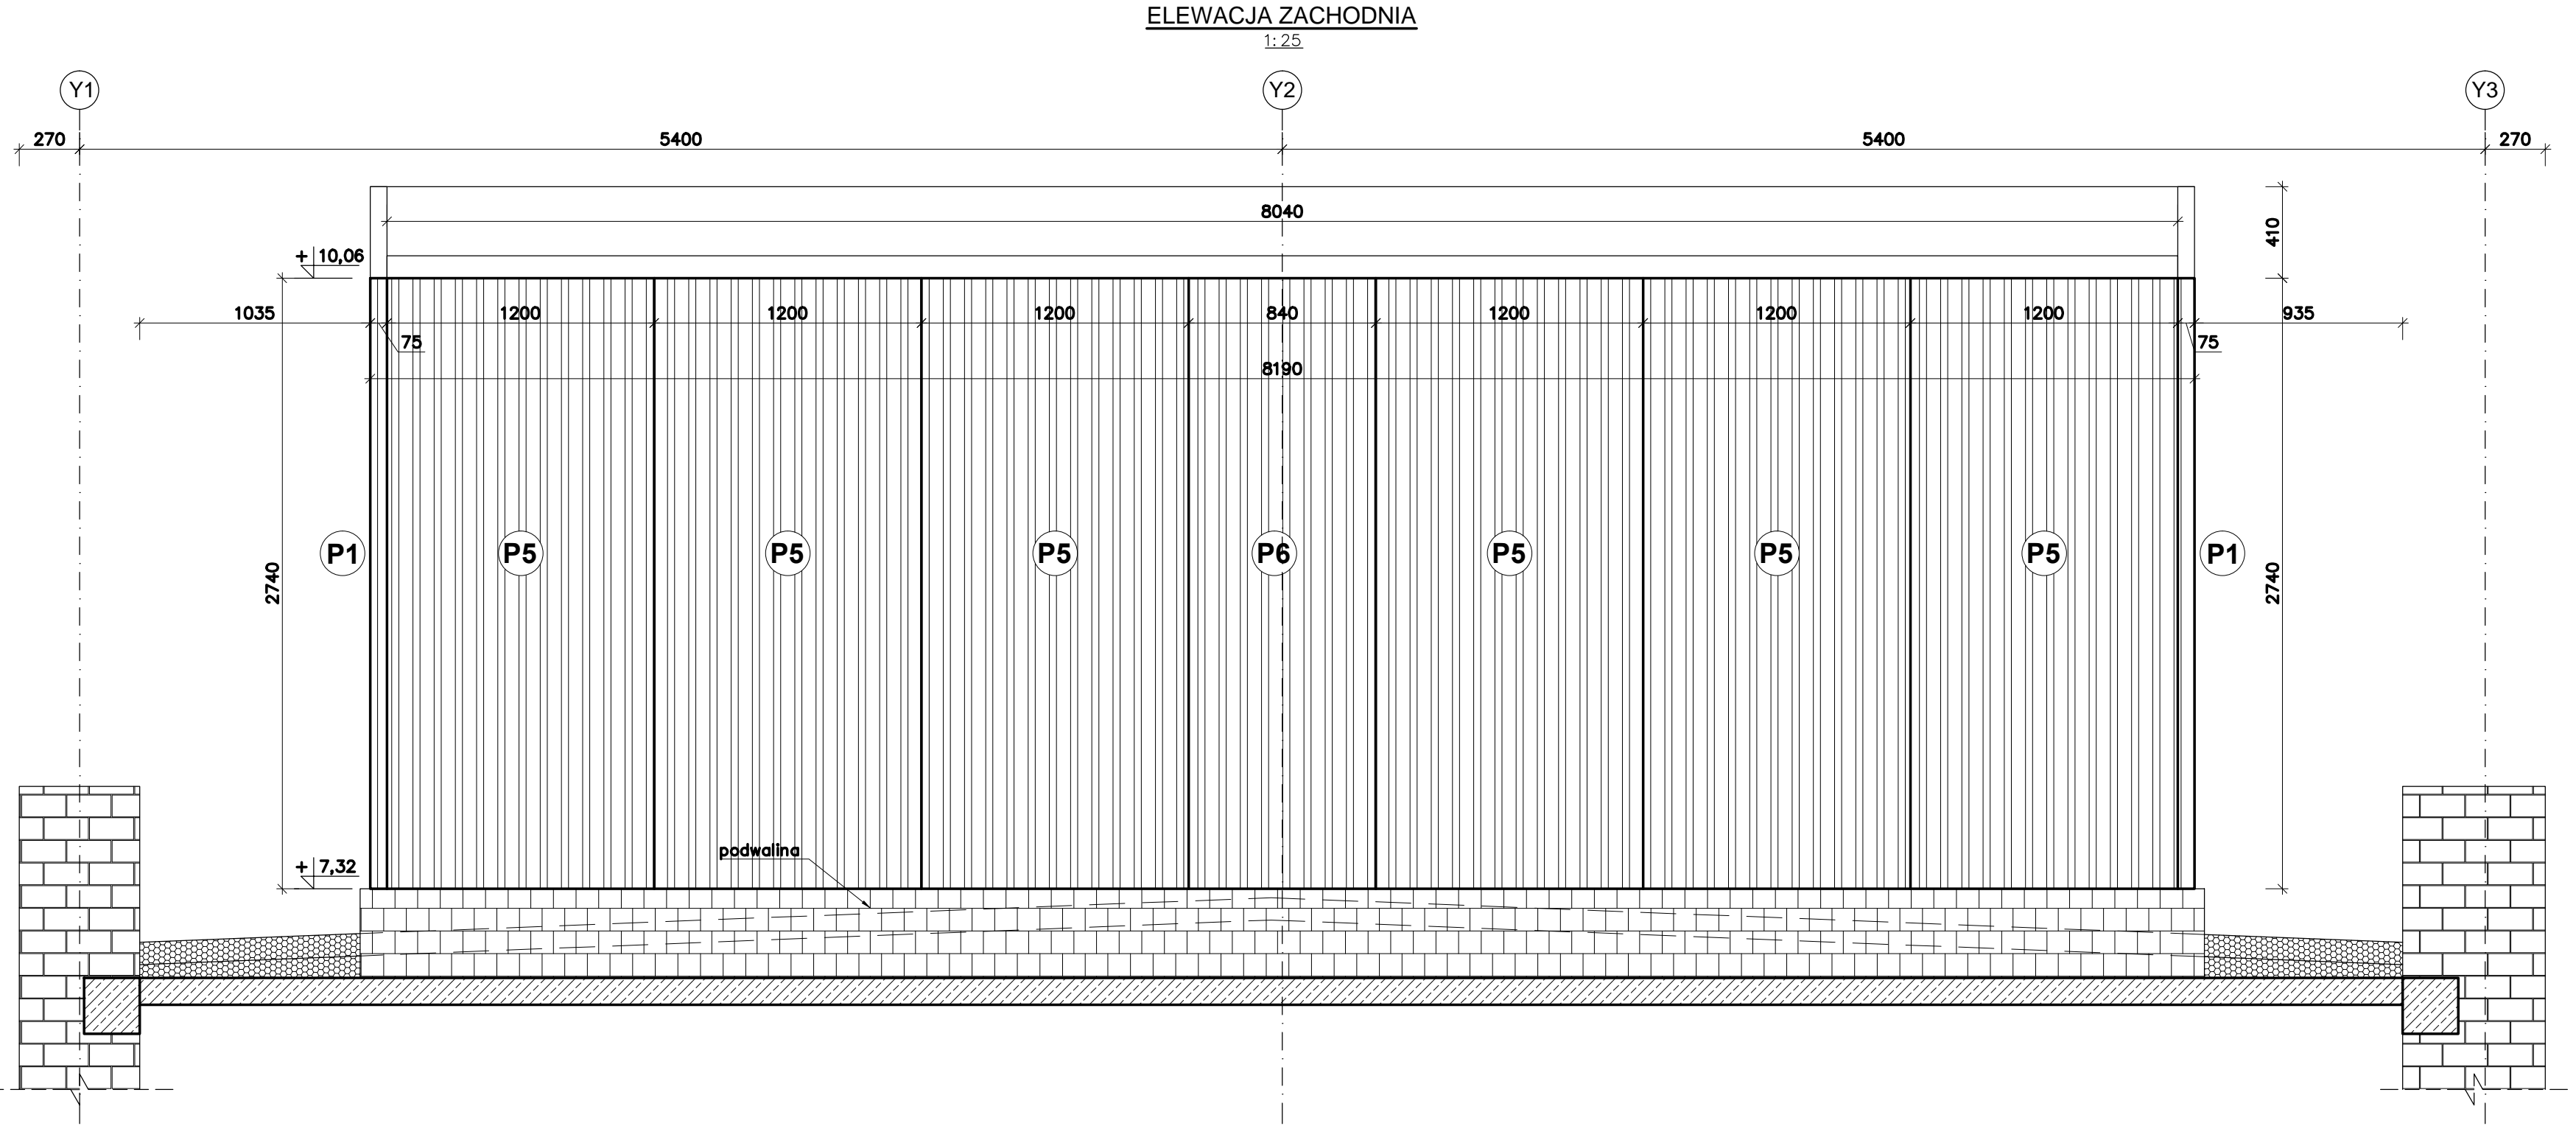 ELEWACJA ZACHODNIA
1:25
Y1 Y2 Y3
270 5400 5400 270
8040
410
+ 10,06
1035 1200 1200 1200 840 1200 1200 1200 935
75 75
8190
P1 P5 P5 P5 P6 P5 P5 P5 P1
2740 2740
podwalina
+ 7,32